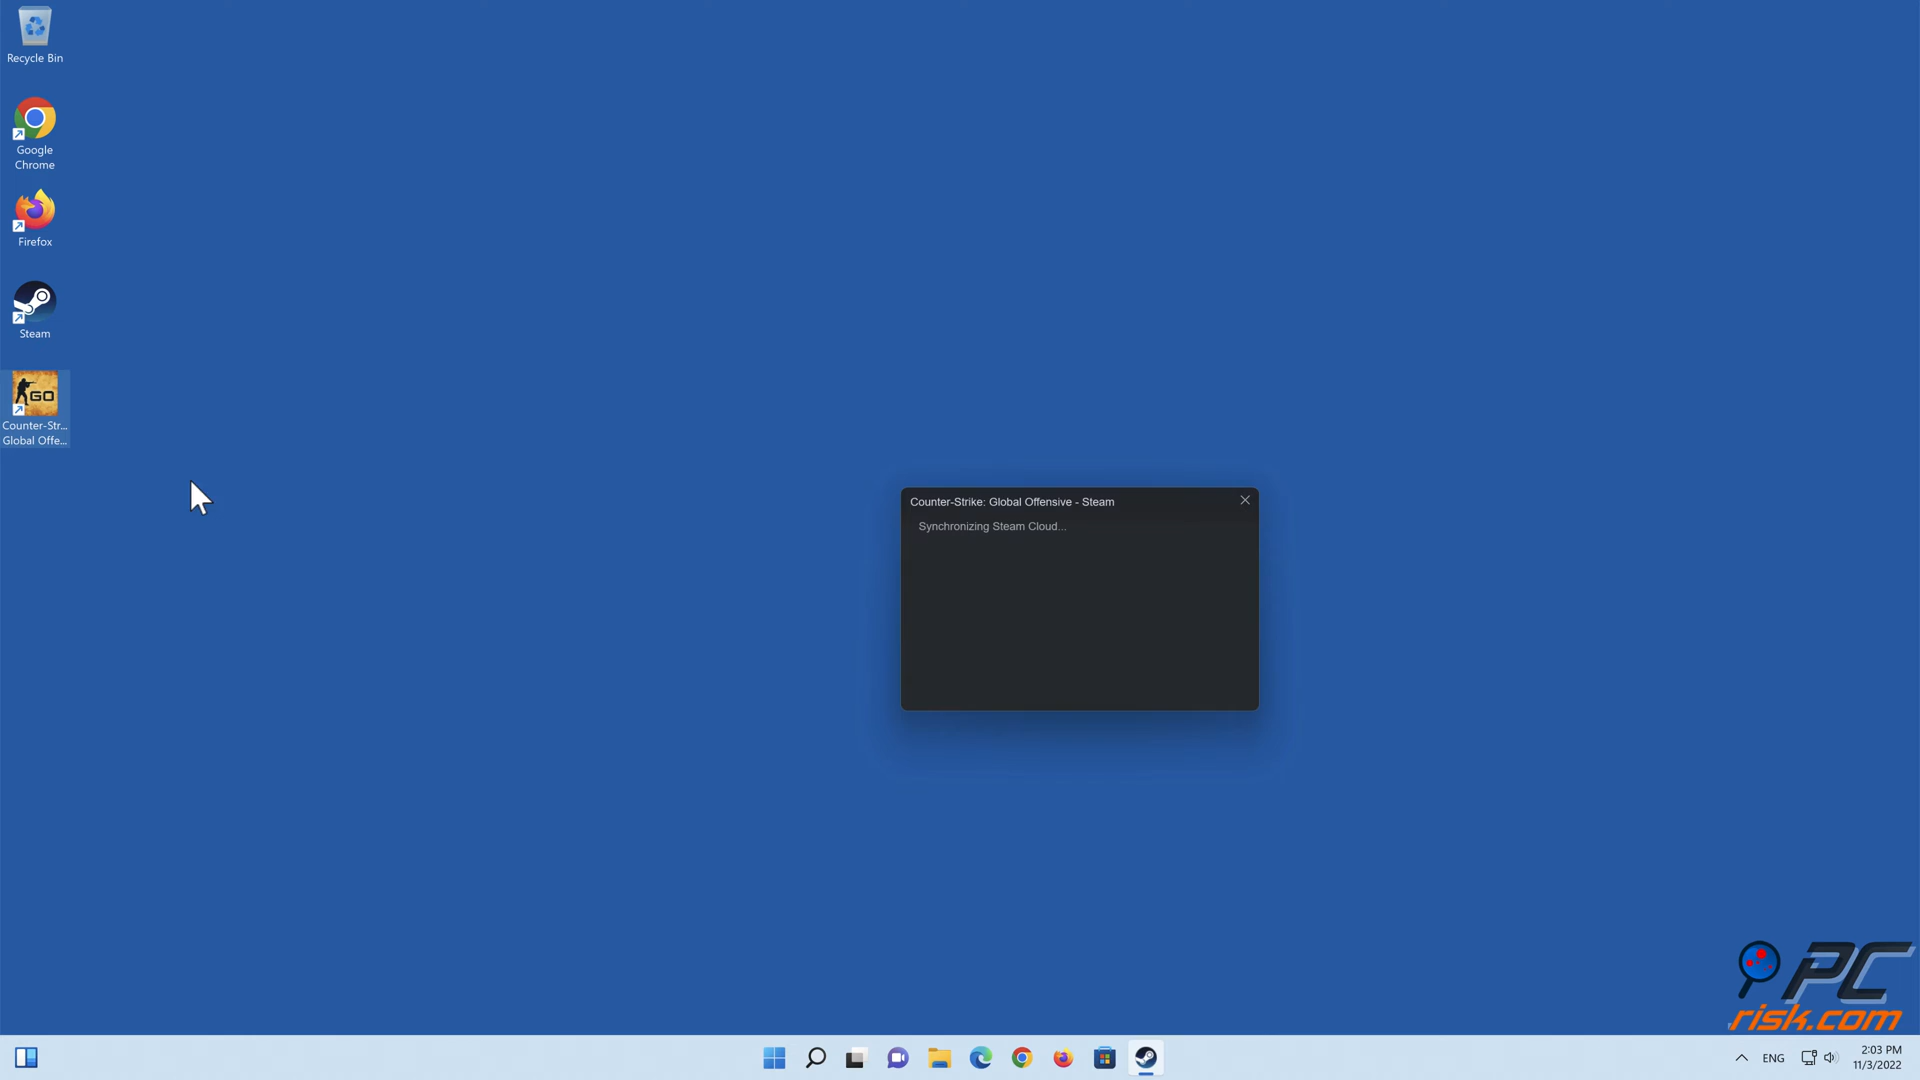 Recycle Bin
Google
Chrome
Firefox
Steam
GO
Counter-Str...
Global Offe...
Counter-Strike: Global Offensive - Steam
Synchronizing Steam Cloud...
PC
risk.com
ENG
2:03 PM
11/3/2022